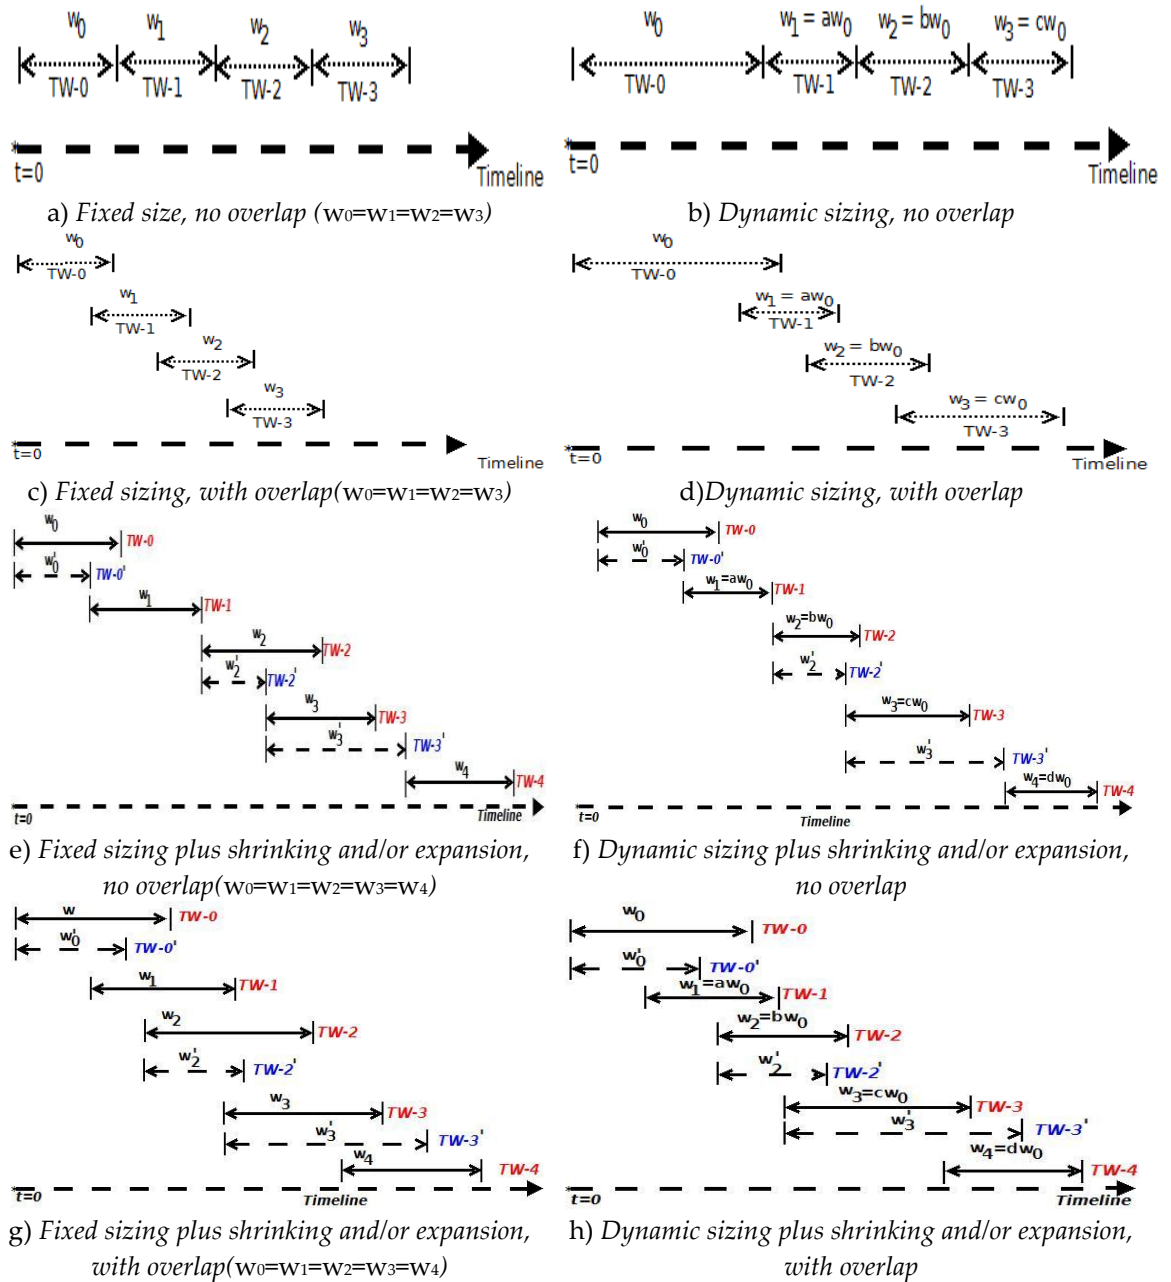 w0 w1 w2 w3
TW-0 TW-1 TW-2 TW-3
t=0 Timeline
a) Fixed size, no overlap (w0=w1=w2=w3)
w0 w1 = aw0 w2 = bw0 w3 = cw0
TW-0 TW-1 TW-2 TW-3
t=0 Timeline
b) Dynamic sizing, no overlap
w0
TW-0
w1
TW-1
w2
TW-2
w3
TW-3
t=0 Timeline
c) Fixed sizing, with overlap(w0=w1=w2=w3)
w0
TW-0
w1 = aw0
TW-1
w2 = bw0
TW-2
w3 = cw0
TW-3
t=0 Timeline
d)Dynamic sizing, with overlap
w0 TW-0
w0' TW-0'
w1 TW-1
w2 TW-2
w2' TW-2'
w3 TW-3
w3' TW-3'
w4 TW-4
t=0 Timeline
e) Fixed sizing plus shrinking and/or expansion,
no overlap(w0=w1=w2=w3=w4)
w0 TW-0
w0' TW-0'
w1=aw0 TW-1
w2=bw0 TW-2
w2' TW-2'
w3=cw0 TW-3
w3' TW-3'
w4=dw0 TW-4
t=0 Timeline
f) Dynamic sizing plus shrinking and/or expansion,
no overlap
w TW-0
w0' TW-0'
w1 TW-1
w2 TW-2
w2' TW-2'
w3 TW-3
w3' TW-3'
w4 TW-4
t=0 Timeline
g) Fixed sizing plus shrinking and/or expansion,
with overlap(w0=w1=w2=w3=w4)
w0 TW-0
w0' TW-0'
w1=aw0 TW-1
w2=bw0 TW-2
w2' TW-2'
w3=cw0 TW-3
w3' TW-3'
w4=dw0 TW-4
t=0 Timeline
h) Dynamic sizing plus shrinking and/or expansion,
with overlap